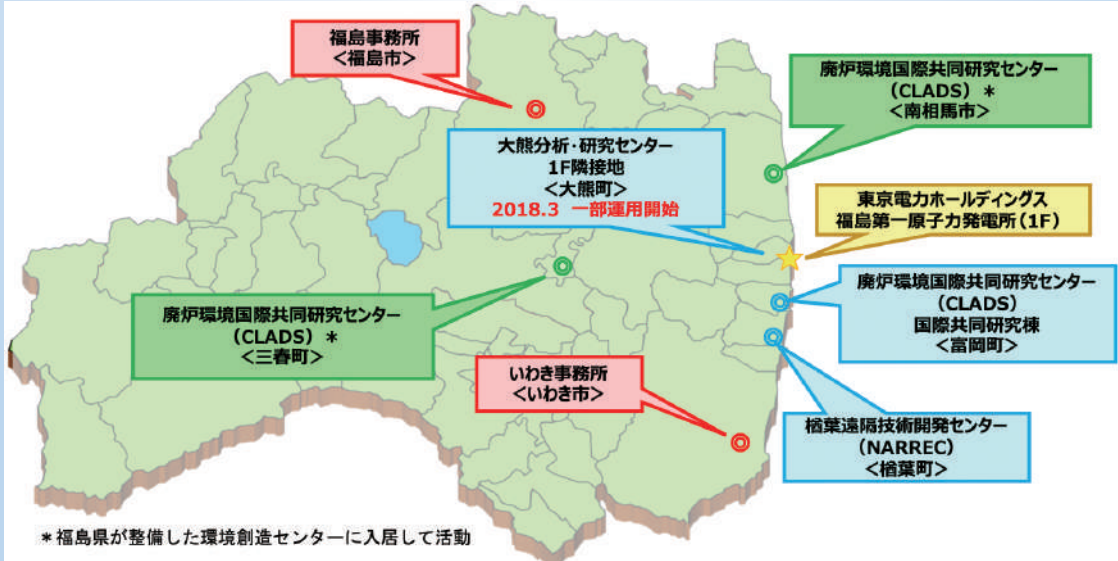 福島事務所
<福島市>
廃炉環境国際共同研究センター
(CLADS) *
<南相馬市>
大熊分析・研究センター
1F隣接地
<大熊町>
2018.3 一部運用開始
東京電力ホールディングス
福島第一原子力発電所(1F)
廃炉環境国際共同研究センター
(CLADS) *
<三春町>
廃炉環境国際共同研究センター
(CLADS)
国際共同研究棟
<富岡町>
いわき事務所
<いわき市>
楢葉遠隔技術開発センター
(NARREC)
<楢葉町>
*福島県が整備した環境創造センターに入居して活動